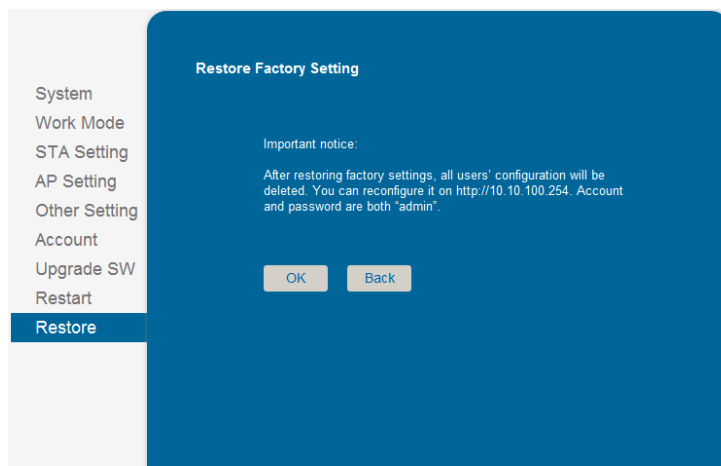 System
Work Mode
STA Setting
AP Setting
Other Setting
Account
Upgrade SW
Restart
Restore
Restore Factory Setting
Important notice:
After restoring factory settings, all users’ configuration will be
deleted. You can reconfigure it on http://10.10.100.254. Account
and password are both “admin”.
OK
Back